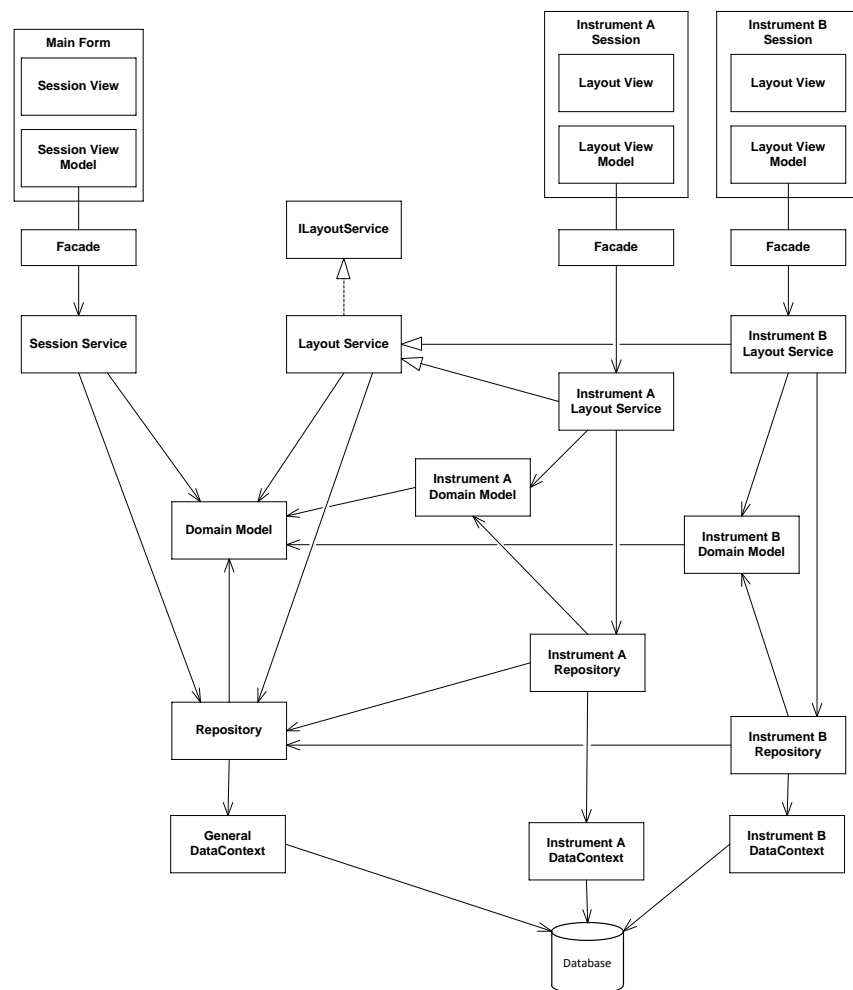 Main Form
Session View
Session View
Model
Instrument A
Session
Layout View
Layout View
Model
Instrument B
Session
Layout View
Layout View
Model
ILayoutService
Facade
Facade
Facade
Session Service
Layout Service
Instrument B
Layout Service
Instrument A
Layout Service
Instrument A
Domain Model
Domain Model
Instrument B
Domain Model
Instrument A
Repository
Repository
Instrument B
Repository
General
DataContext
Instrument A
DataContext
Instrument B
DataContext
Database